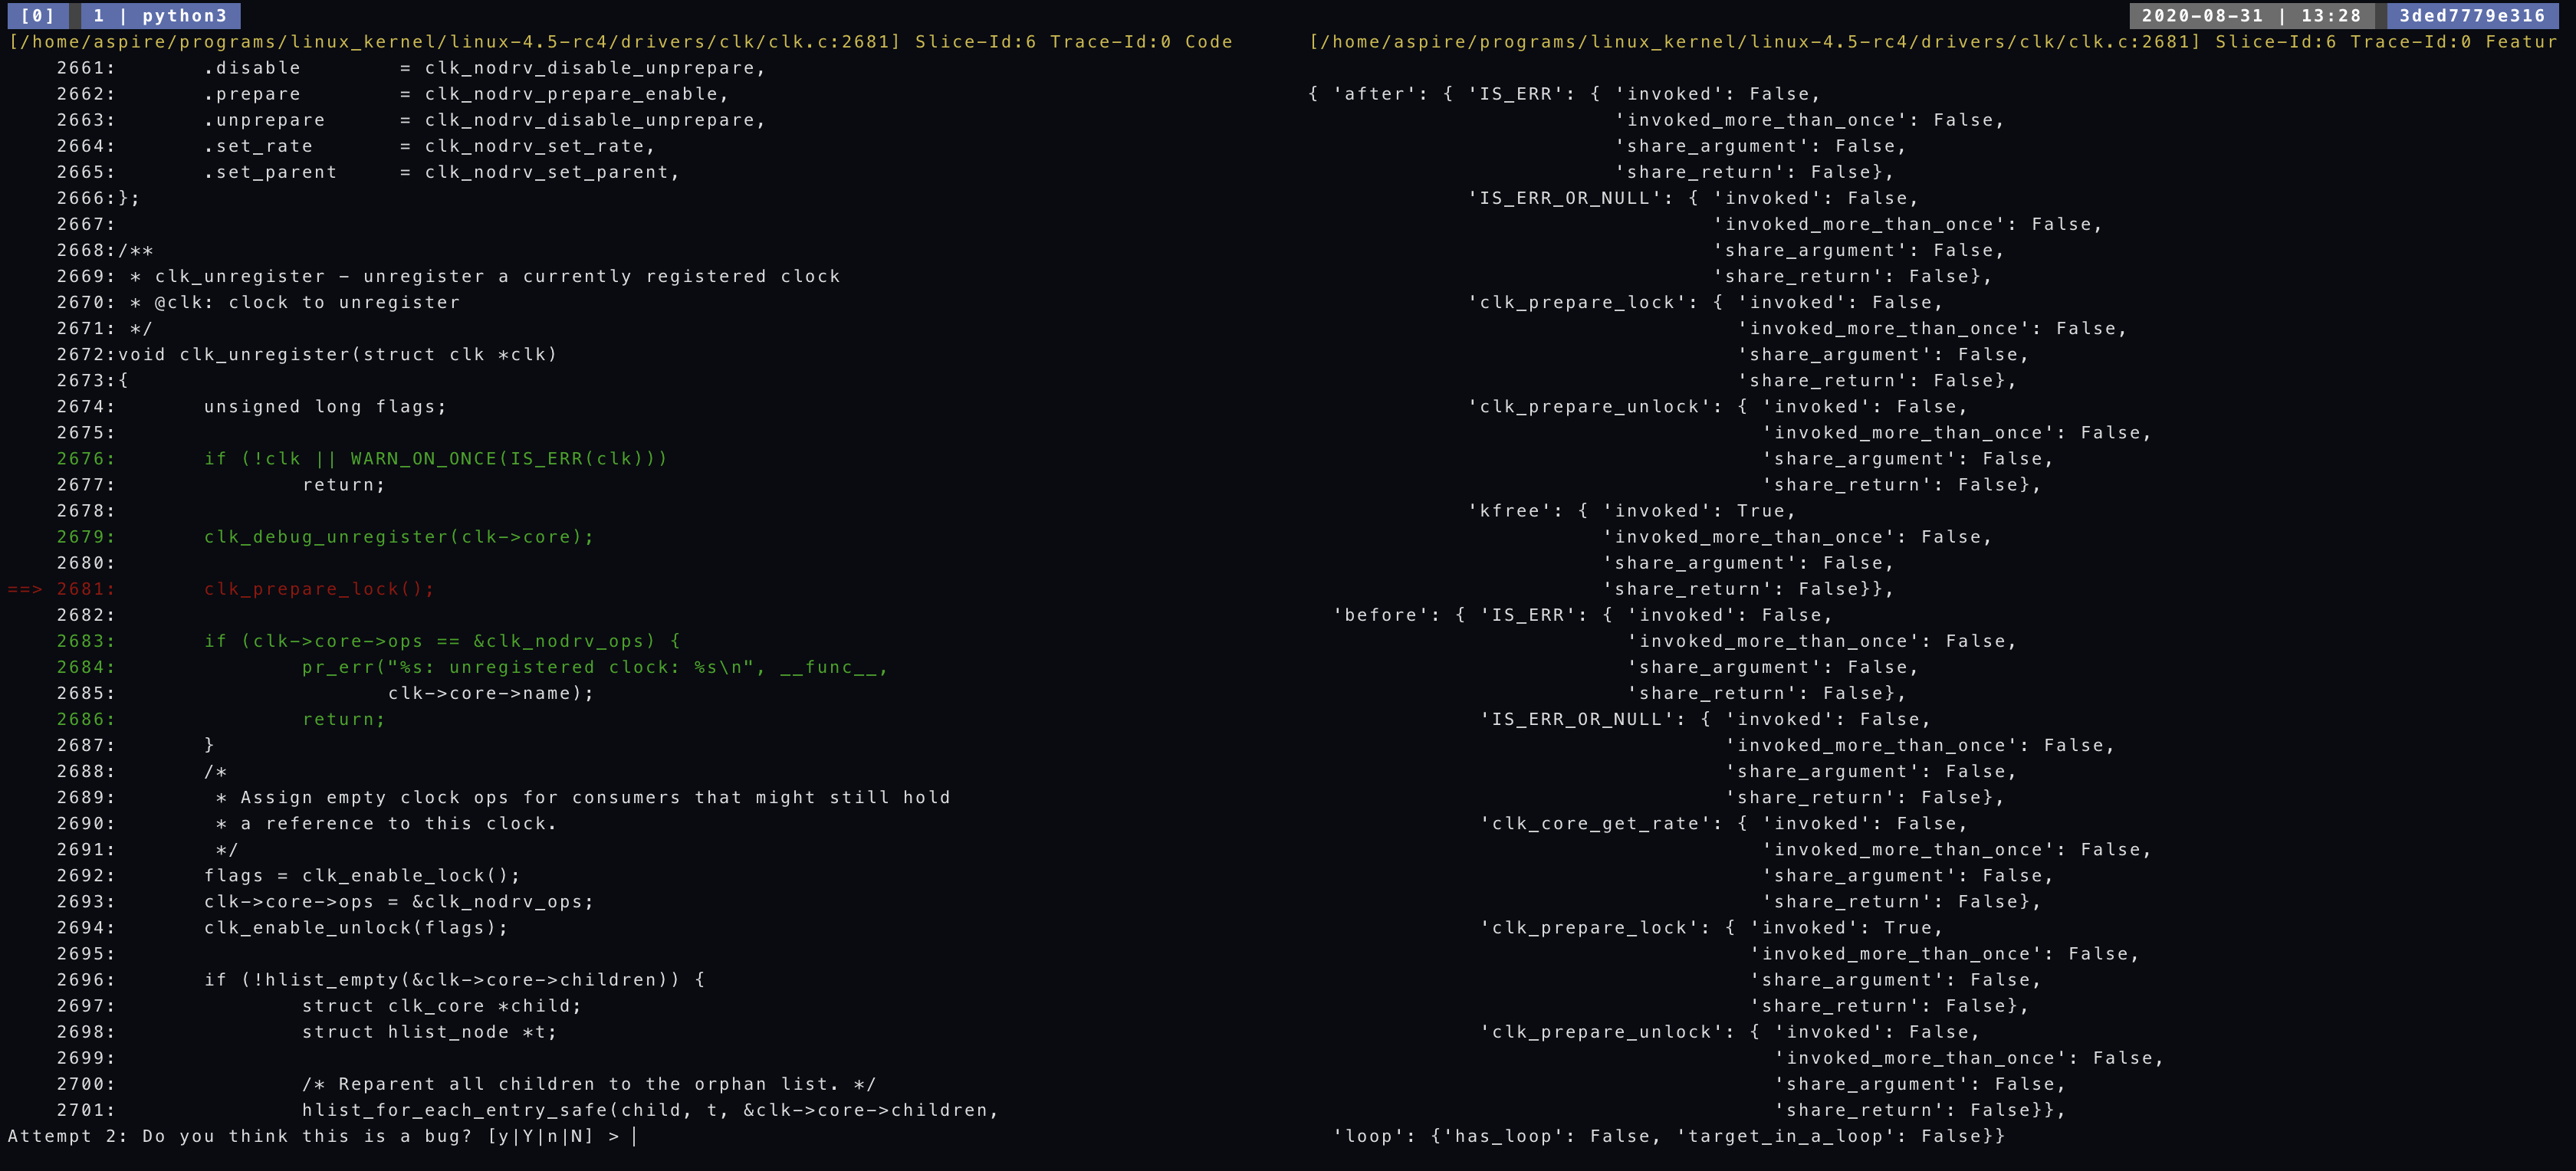 [0] 1 | python3
2020-08-31 | 13:28 3ded7779e316
[/home/aspire/programs/linux_kernel/linux-4.5-rc4/drivers/clk/clk.c:2681] Slice-Id:6 Trace-Id:0 Code
2661:       .disable        = clk_nodrv_disable_unprepare,
2662:       .prepare        = clk_nodrv_prepare_enable,
2663:       .unprepare      = clk_nodrv_disable_unprepare,
2664:       .set_rate       = clk_nodrv_set_rate,
2665:       .set_parent     = clk_nodrv_set_parent,
2666:};
2667:
2668:/**
2669: * clk_unregister - unregister a currently registered clock
2670: * @clk: clock to unregister
2671: */
2672:void clk_unregister(struct clk *clk)
2673:{
2674:       unsigned long flags;
2675:
2676:       if (!clk || WARN_ON_ONCE(IS_ERR(clk)))
2677:               return;
2678:
2679:       clk_debug_unregister(clk->core);
2680:
==> 2681:       clk_prepare_lock();
2682:
2683:       if (clk->core->ops == &clk_nodrv_ops) {
2684:               pr_err("%s: unregistered clock: %s\n", __func__,
2685:                      clk->core->name);
2686:               return;
2687:       }
2688:       /*
2689:        * Assign empty clock ops for consumers that might still hold
2690:        * a reference to this clock.
2691:        */
2692:       flags = clk_enable_lock();
2693:       clk->core->ops = &clk_nodrv_ops;
2694:       clk_enable_unlock(flags);
2695:
2696:       if (!hlist_empty(&clk->core->children)) {
2697:               struct clk_core *child;
2698:               struct hlist_node *t;
2699:
2700:               /* Reparent all children to the orphan list. */
2701:               hlist_for_each_entry_safe(child, t, &clk->core->children,
Attempt 2: Do you think this is a bug? [y|Y|n|N] >
[/home/aspire/programs/linux_kernel/linux-4.5-rc4/drivers/clk/clk.c:2681] Slice-Id:6 Trace-Id:0 Featur
{ 'after': { 'IS_ERR': { 'invoked': False,
'invoked_more_than_once': False,
'share_argument': False,
'share_return': False},
'IS_ERR_OR_NULL': { 'invoked': False,
'invoked_more_than_once': False,
'share_argument': False,
'share_return': False},
'clk_prepare_lock': { 'invoked': False,
'invoked_more_than_once': False,
'share_argument': False,
'share_return': False},
'clk_prepare_unlock': { 'invoked': False,
'invoked_more_than_once': False,
'share_argument': False,
'share_return': False},
'kfree': { 'invoked': True,
'invoked_more_than_once': False,
'share_argument': False,
'share_return': False}},
'before': { 'IS_ERR': { 'invoked': False,
'invoked_more_than_once': False,
'share_argument': False,
'share_return': False},
'IS_ERR_OR_NULL': { 'invoked': False,
'invoked_more_than_once': False,
'share_argument': False,
'share_return': False},
'clk_core_get_rate': { 'invoked': False,
'invoked_more_than_once': False,
'share_argument': False,
'share_return': False},
'clk_prepare_lock': { 'invoked': True,
'invoked_more_than_once': False,
'share_argument': False,
'share_return': False},
'clk_prepare_unlock': { 'invoked': False,
'invoked_more_than_once': False,
'share_argument': False,
'share_return': False}},
'loop': {'has_loop': False, 'target_in_a_loop': False}}